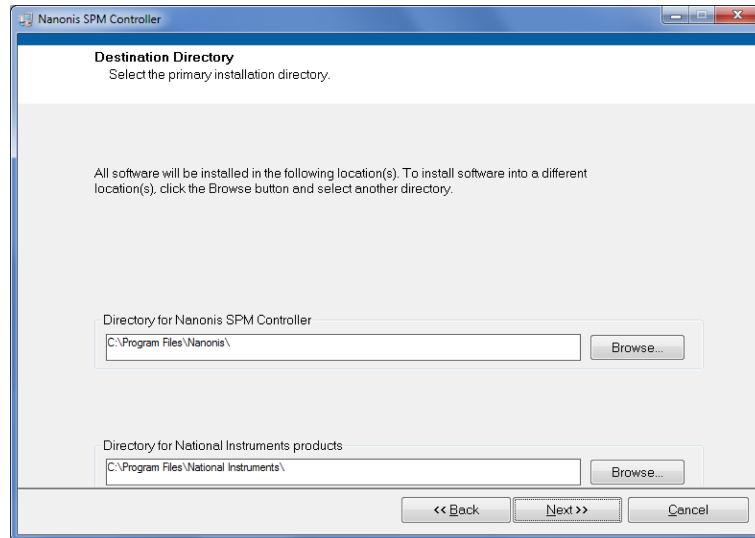 Nanonis SPM Controller
Destination Directory
Select the primary installation directory.
All software will be installed in the following location(s). To install software into a different
location(s), click the Browse button and select another directory.
Directory for Nanonis SPM Controller
C:\Program Files\Nanonis\
Browse...
Directory for National Instruments products
C:\Program Files\National Instruments\
Browse...
<< Back
Next >>
Cancel